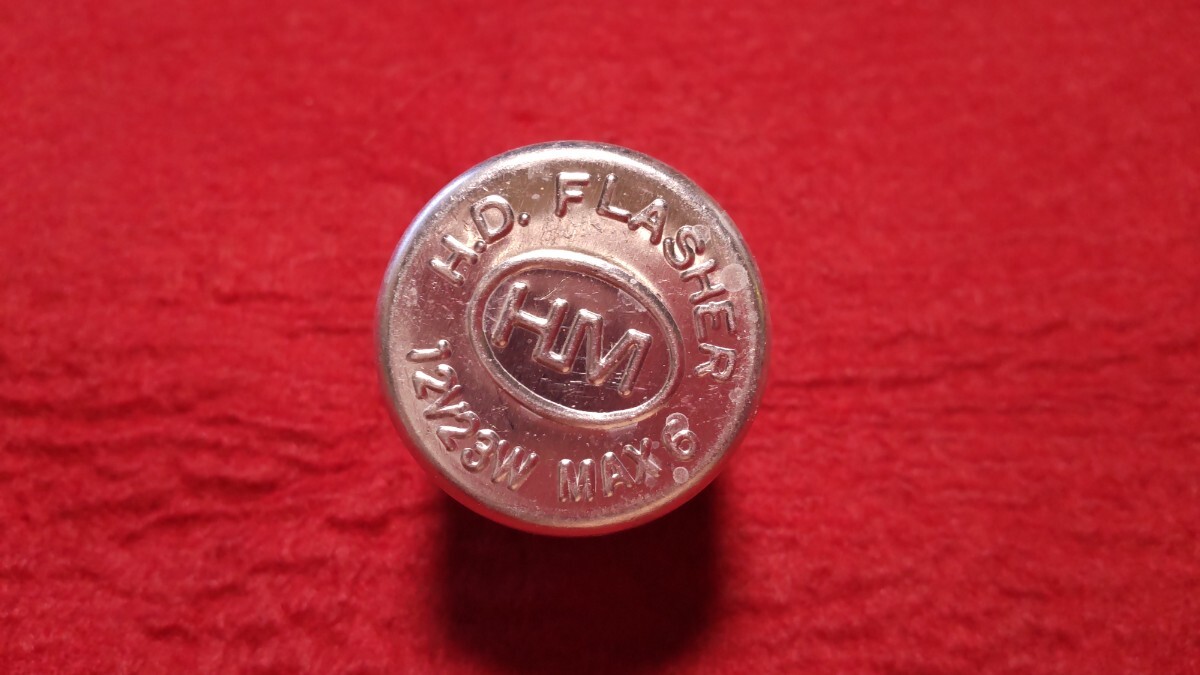 H.D. FLASHER
HM
12V23W MAX·6